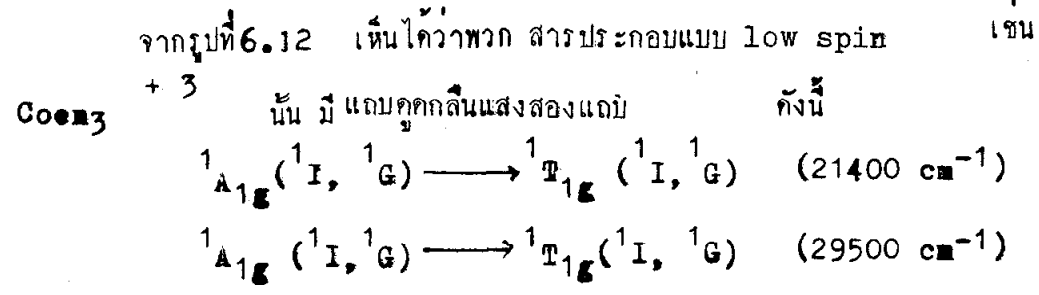 จากรูปที่6.12 เห็นได้ว่าพวก สารประกอบแบบ low spin เช่น
Coen₃⁺³ นั้น มีแถบดูดกลืนแสงสองแถบ ดังนี้
¹A₁g(¹I, ¹G) ⟶ ¹T₁g (¹I, ¹G) (21400 cm⁻¹)
¹A₁g (¹I, ¹G) ⟶ ¹T₁g(¹I, ¹G) (29500 cm⁻¹)